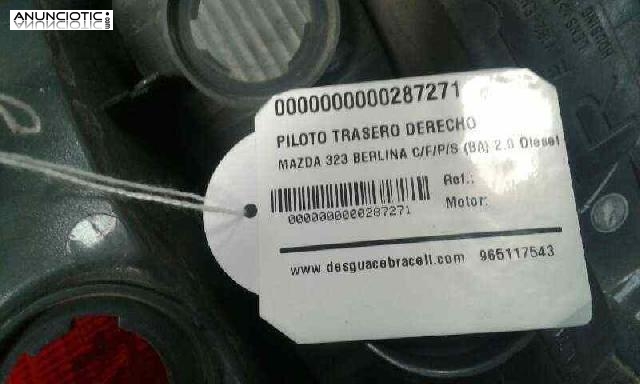 ANUNCIOTIC
.com
0000000000287271
PILOTO TRASERO DERECHO
MAZDA 323 BERLINA C/F/P/S (BA) 2.0 Diesel
Ref.:
Motor:
0000000000287271
www.desguacebracell.com 965117543